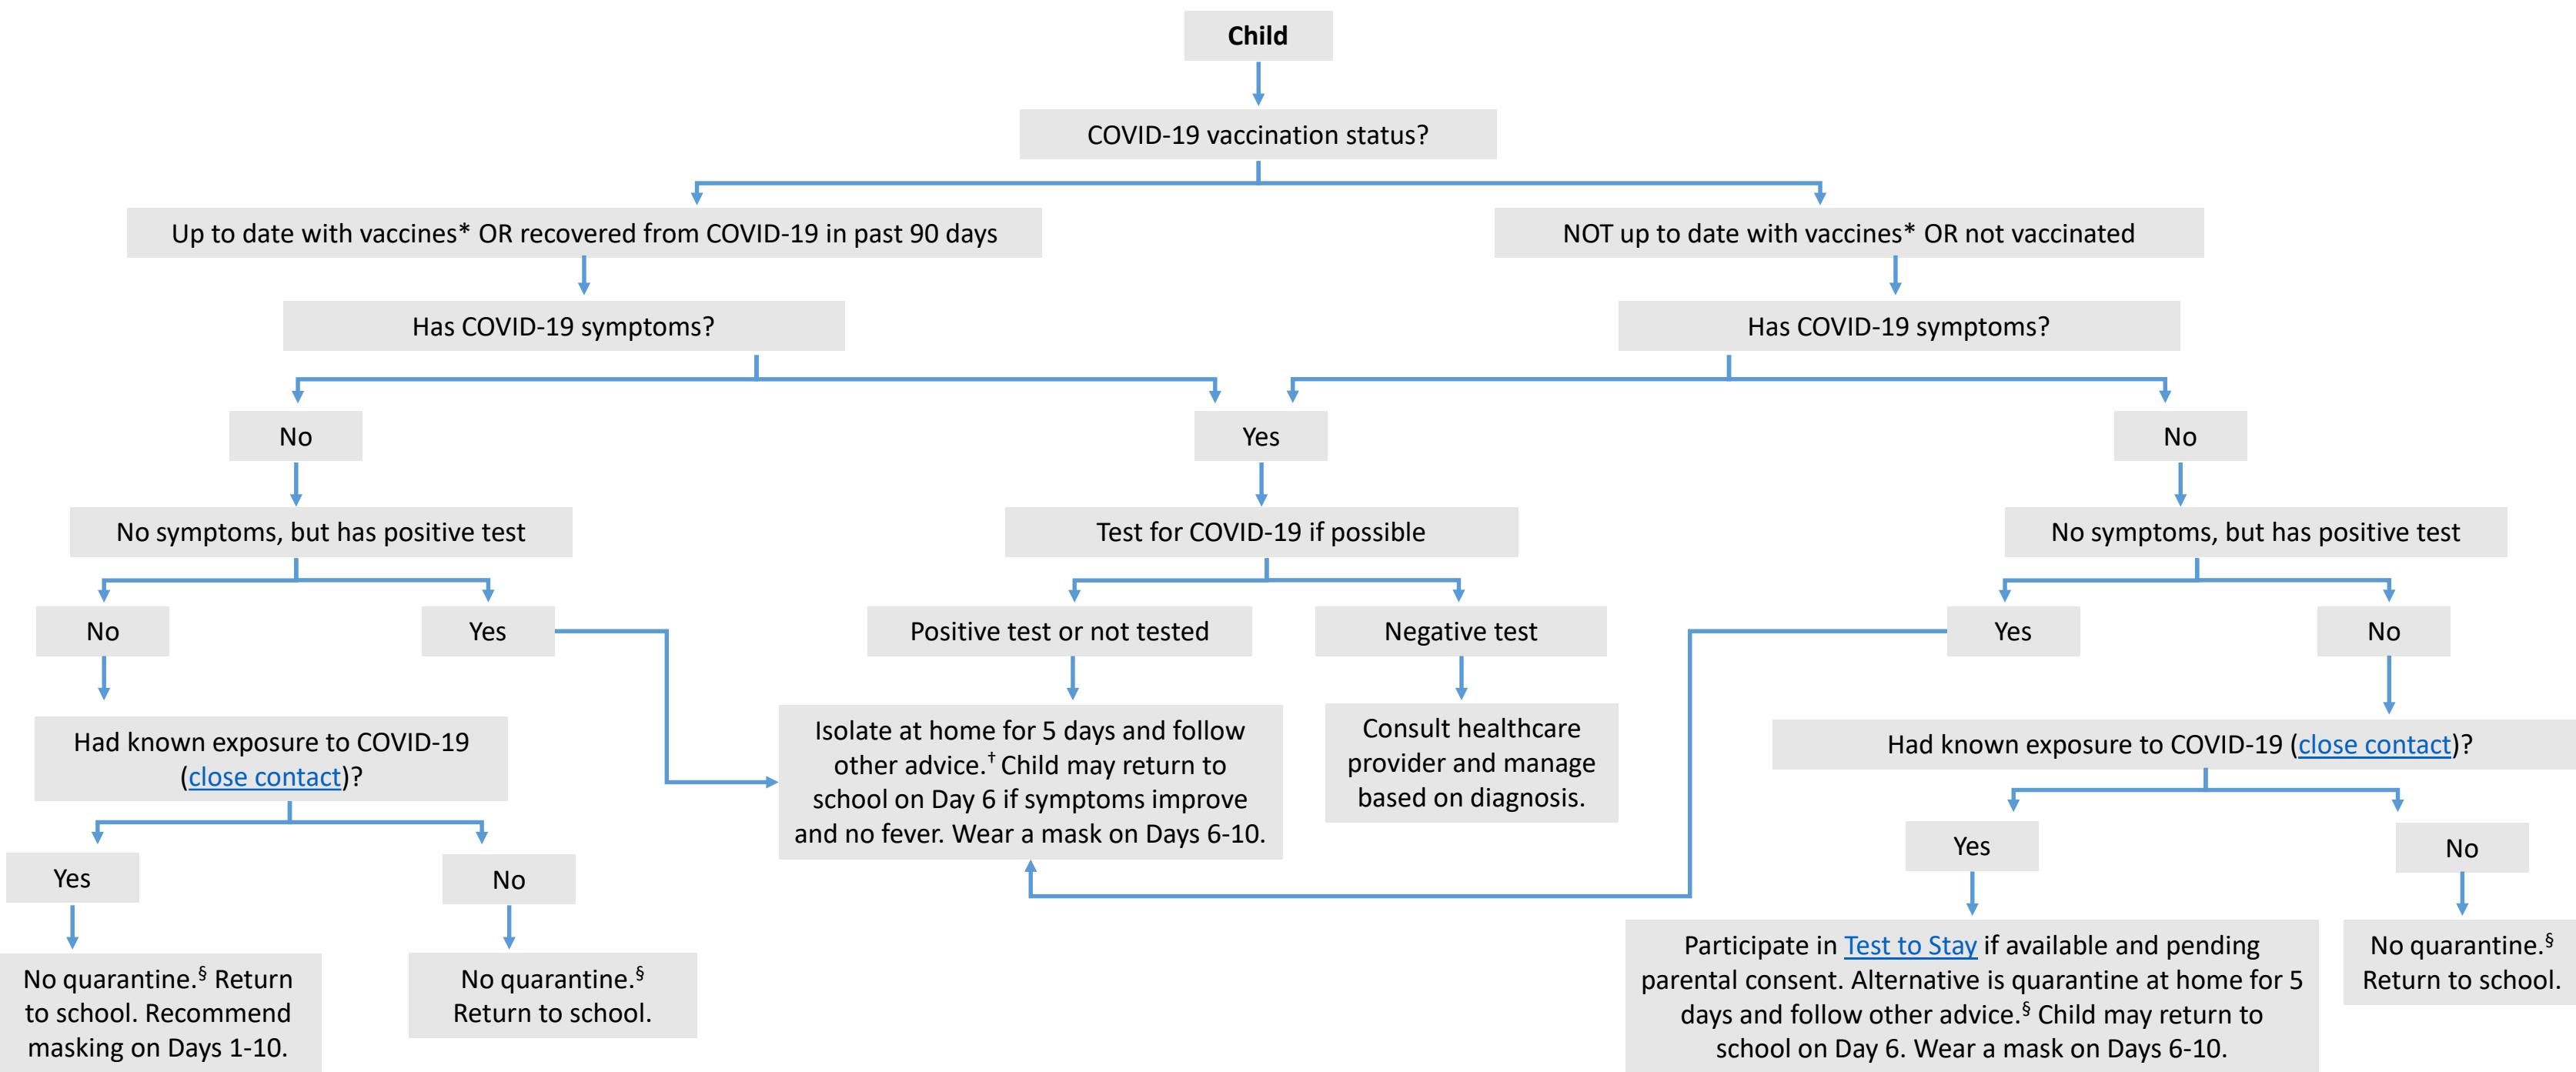 Child
COVID-19 vaccination status?
Up to date with vaccines* OR recovered from COVID-19 in past 90 days
NOT up to date with vaccines* OR not vaccinated
Has COVID-19 symptoms?
Has COVID-19 symptoms?
No
Yes
No
No symptoms, but has positive test
Test for COVID-19 if possible
No symptoms, but has positive test
No
Yes
Positive test or not tested
Negative test
Yes
No
Had known exposure to COVID-19
(close contact)?
Isolate at home for 5 days and follow
other advice.† Child may return to
school on Day 6 if symptoms improve
and no fever. Wear a mask on Days 6-10.
Consult healthcare
provider and manage
based on diagnosis.
Had known exposure to COVID-19 (close contact)?
Yes
No
Yes
No
No quarantine.§ Return
to school. Recommend
masking on Days 1-10.
No quarantine.§
Return to school.
Participate in Test to Stay if available and pending
parental consent. Alternative is quarantine at home for 5
days and follow other advice.§ Child may return to
school on Day 6. Wear a mask on Days 6-10.
No quarantine.§
Return to school.